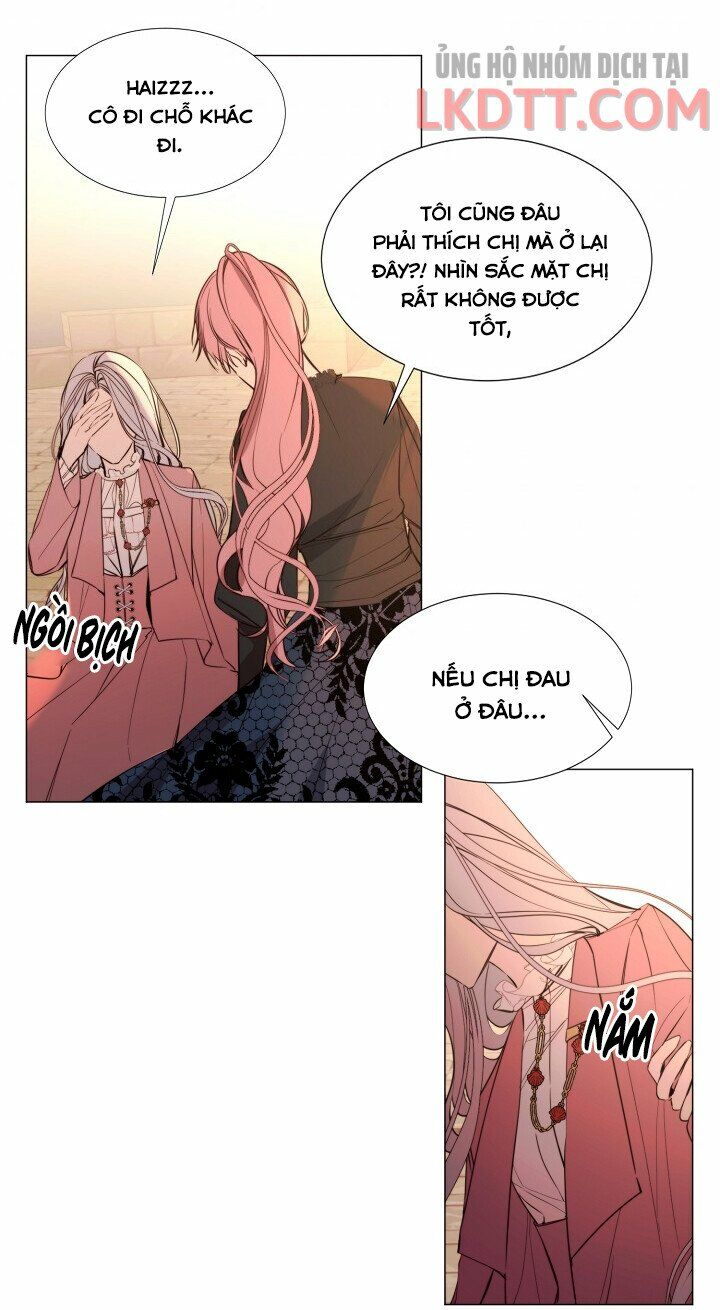 ỦNG HỘ NHÓM DỊCH TẠI
LKDTT.COM
HAIZZZ...
CÔ ĐI CHỖ KHÁC
ĐI.
TÔI CŨNG ĐÂU
PHẢI THÍCH CHỊ MÀ Ở LẠI
ĐÂY?! NHÌN SẮC MẶT CHỊ
RẤT KHÔNG ĐƯỢC
TỐT,
NGỒI BỊCH
NẾU CHỊ ĐAU
Ở ĐÂU...
NẮM